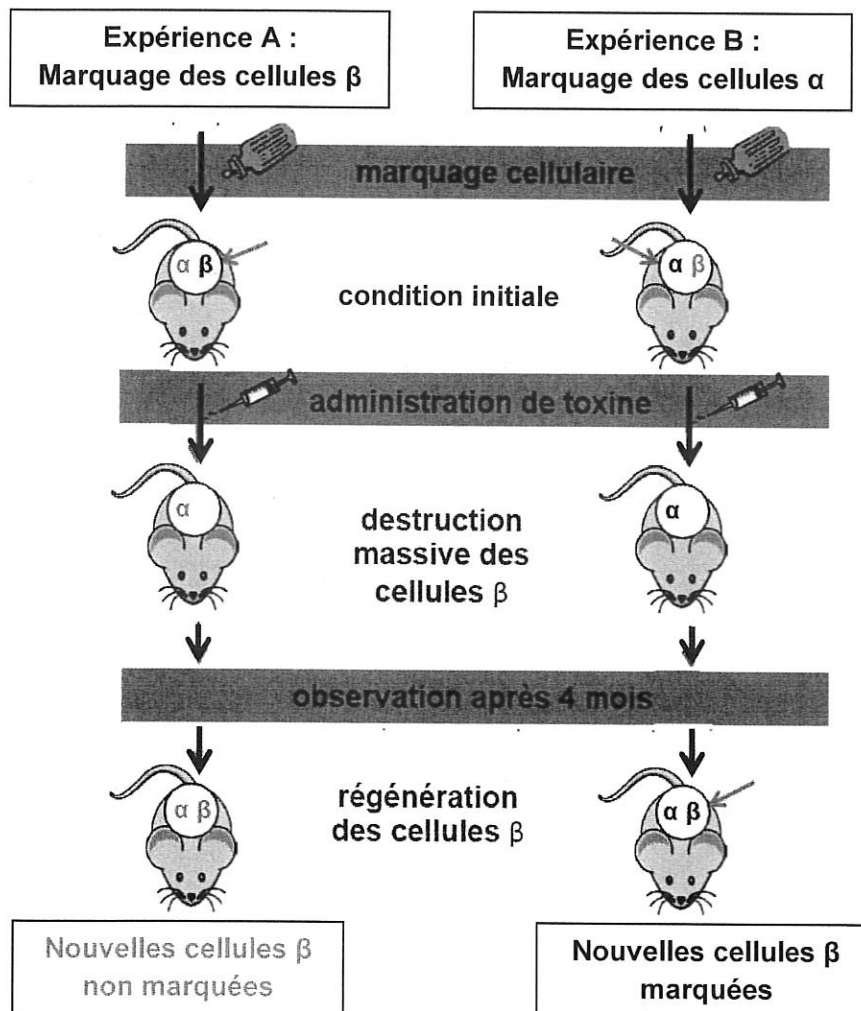 Expérience A :
Marquage des cellules β
Expérience B :
Marquage des cellules α
marquage cellulaire
α β
α β
condition initiale
administration de toxine
α
α
destruction
massive des
cellules β
observation après 4 mois
α β
α β
régénération
des cellules β
Nouvelles cellules β
non marquées
Nouvelles cellules β
marquées